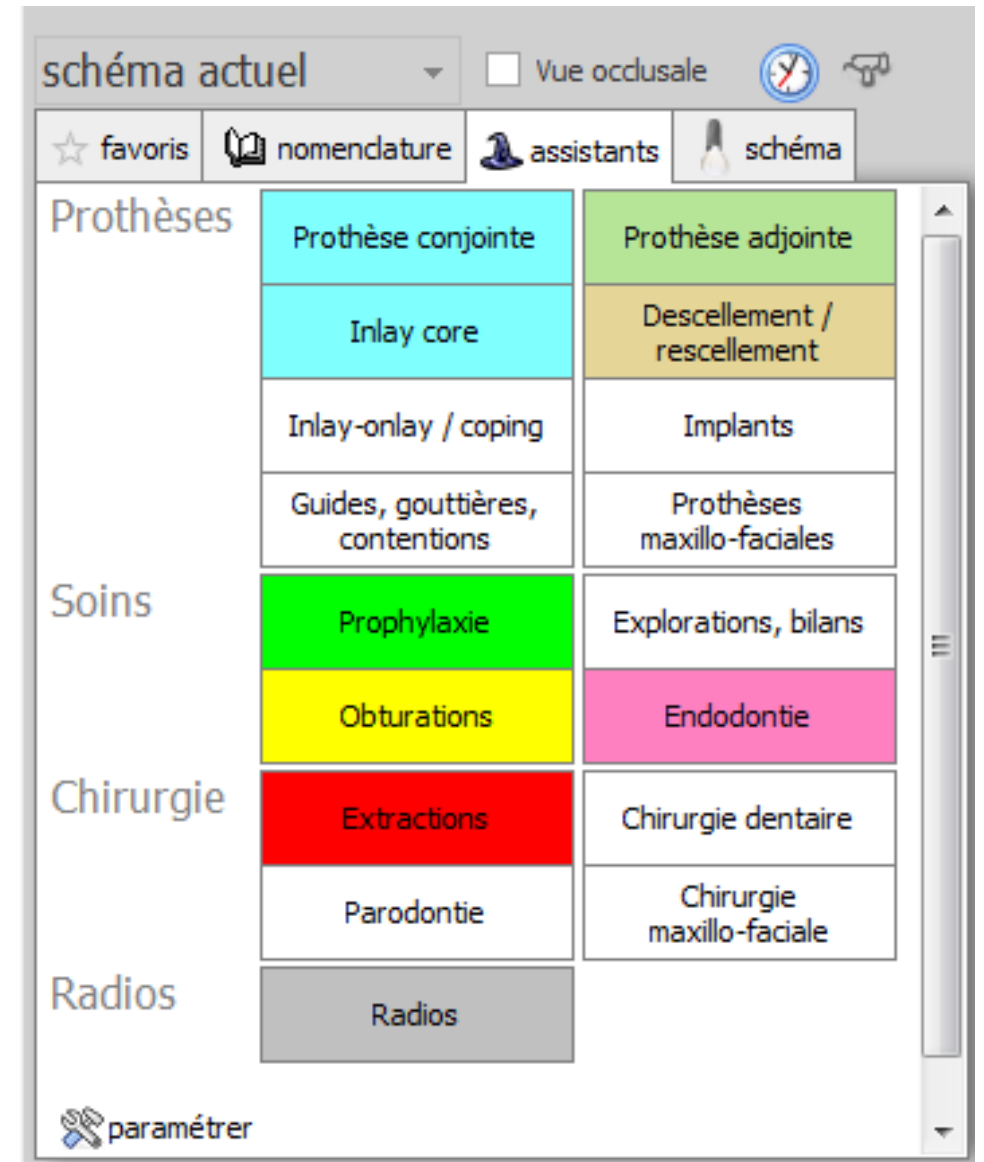 schéma actuel
Vue occlusale
favoris
nomenclature
assistants
schéma
Prothèses
Prothèse conjointe
Prothèse adjointe
Inlay core
Descellement /
rescellement
Inlay-onlay / coping
Implants
Guides, gouttières,
contentions
Prothèses
maxillo-faciales
Soins
Prophylaxie
Explorations, bilans
Obturations
Endodontie
Chirurgie
Extractions
Chirurgie dentaire
Parodontie
Chirurgie
maxillo-faciale
Radios
Radios
paramétrer